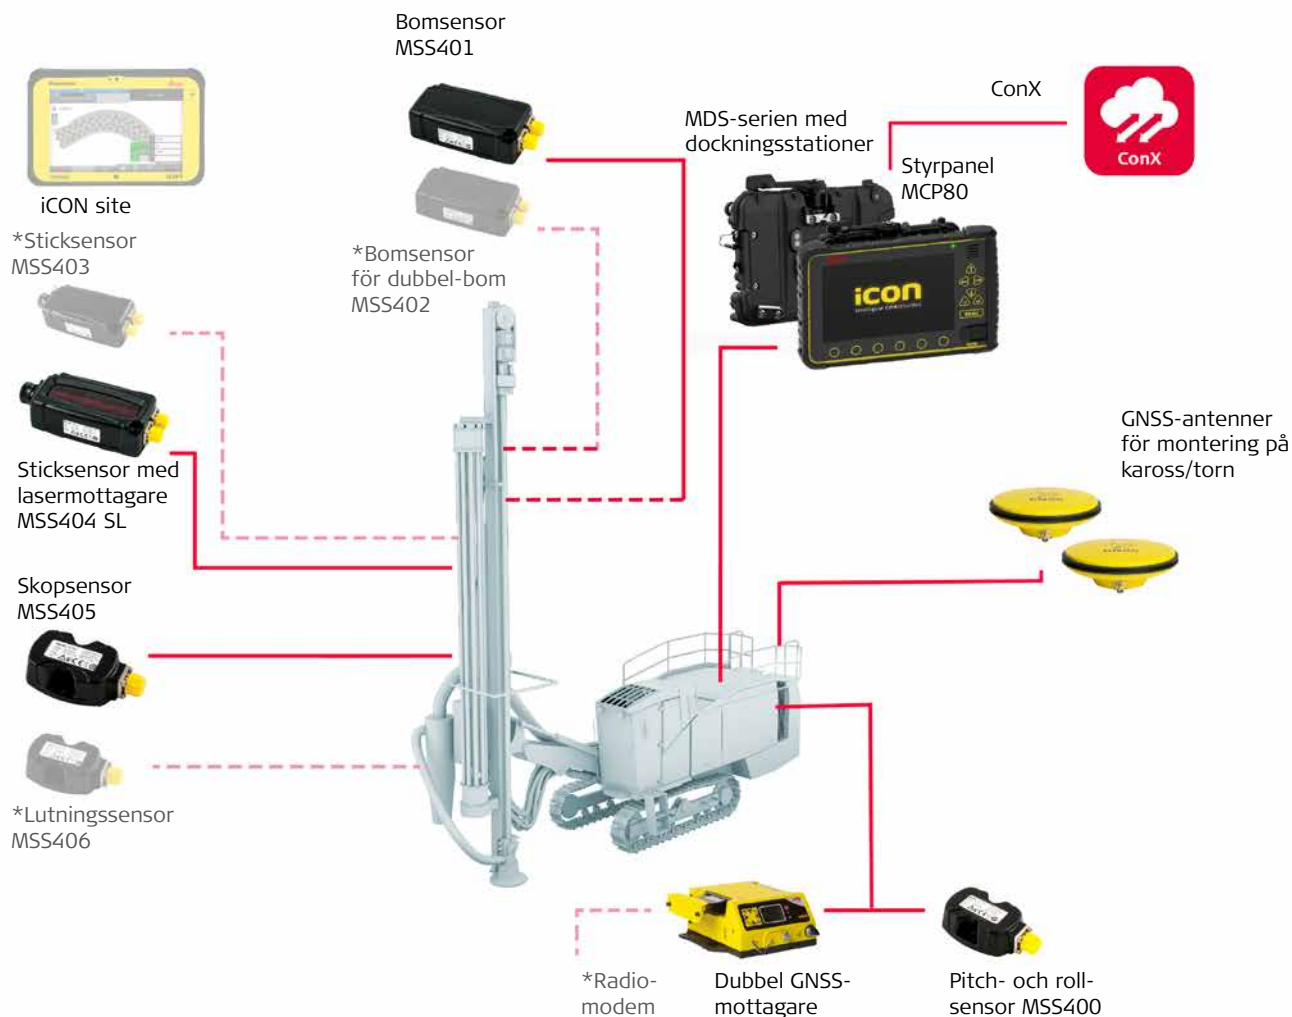 Bomsensor
MSS401
iCON site
*Sticksensor
MSS403
*Bomsensor
för dubbel-bom
MSS402
MDS-serien med
dockningsstationer
Styrpanel
MCP80
ConX
ConX
icon
GNSS-antenner
för montering på
kaross/torn
Sticksensor med
lasermottagare
MSS404 SL
Skopsensor
MSS405
*Lutningssensor
MSS406
*Radio-
modem
Dubbel GNSS-
mottagare
Pitch- och roll-
sensor MSS400